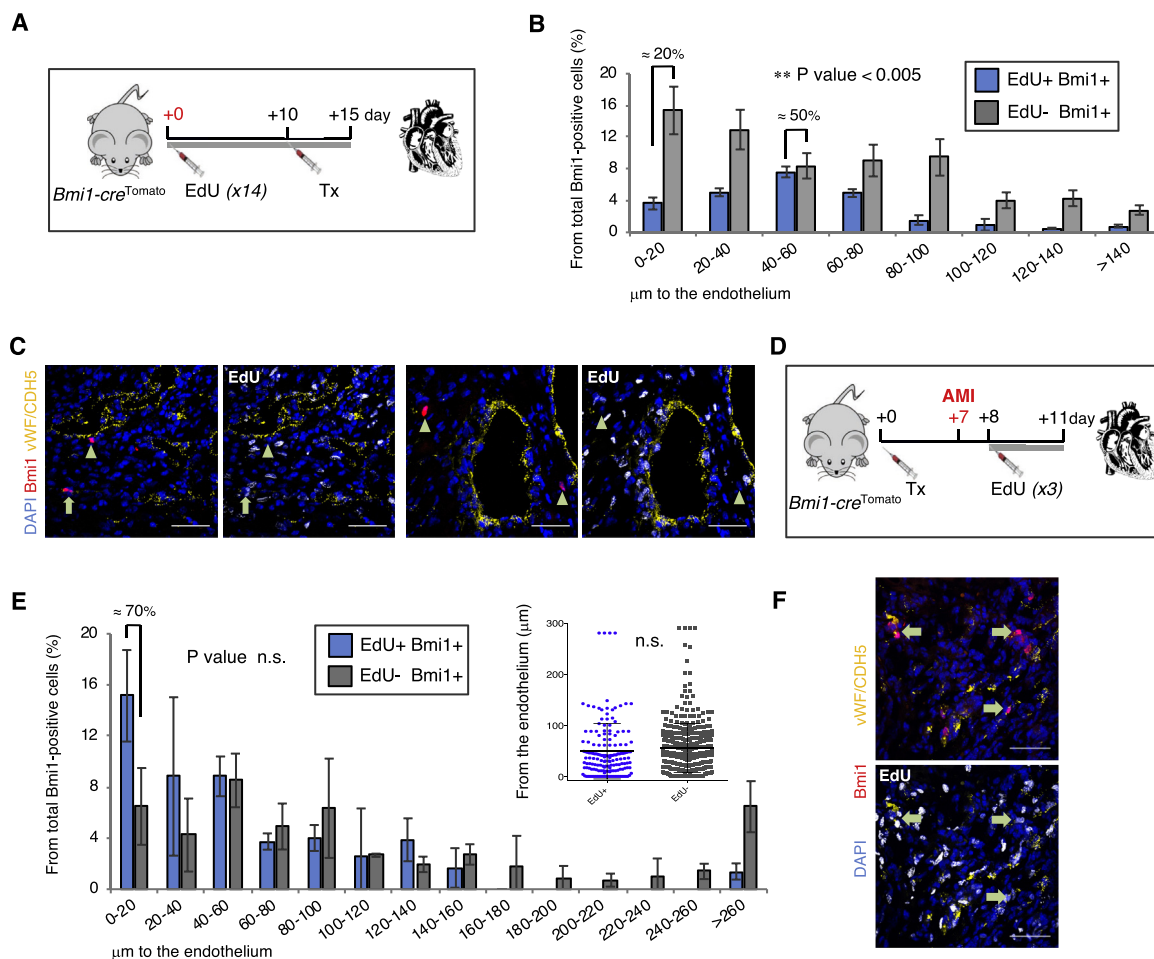 A
+0
+10
+15 day
Bmi1-creTomato
EdU (x14)
Tx
B
From total Bmi1-positive cells (%)
≈ 20%
** P value < 0.005
EdU+ Bmi1+
EdU- Bmi1+
≈ 50%
20
16
12
8
4
0
0-20
20-40
40-60
60-80
80-100
100-120
120-140
>140
μm to the endothelium
C
DAPI Bmi1 vWF/CDH5
EdU
EdU
D
AMI
+0
+7
+8
+11day
Bmi1-creTomato
Tx
EdU (x3)
E
From total Bmi1-positive cells (%)
≈ 70%
P value n.s.
EdU+ Bmi1+
EdU- Bmi1+
20
16
12
8
4
0
0-20
20-40
40-60
60-80
80-100
100-120
120-140
140-160
160-180
180-200
200-220
220-240
240-260
>260
μm to the endothelium
From the endothelium (μm)
n.s.
300
200
100
0
EdU+
EdU-
F
vWF/CDH5
Bmi1
DAPI
EdU